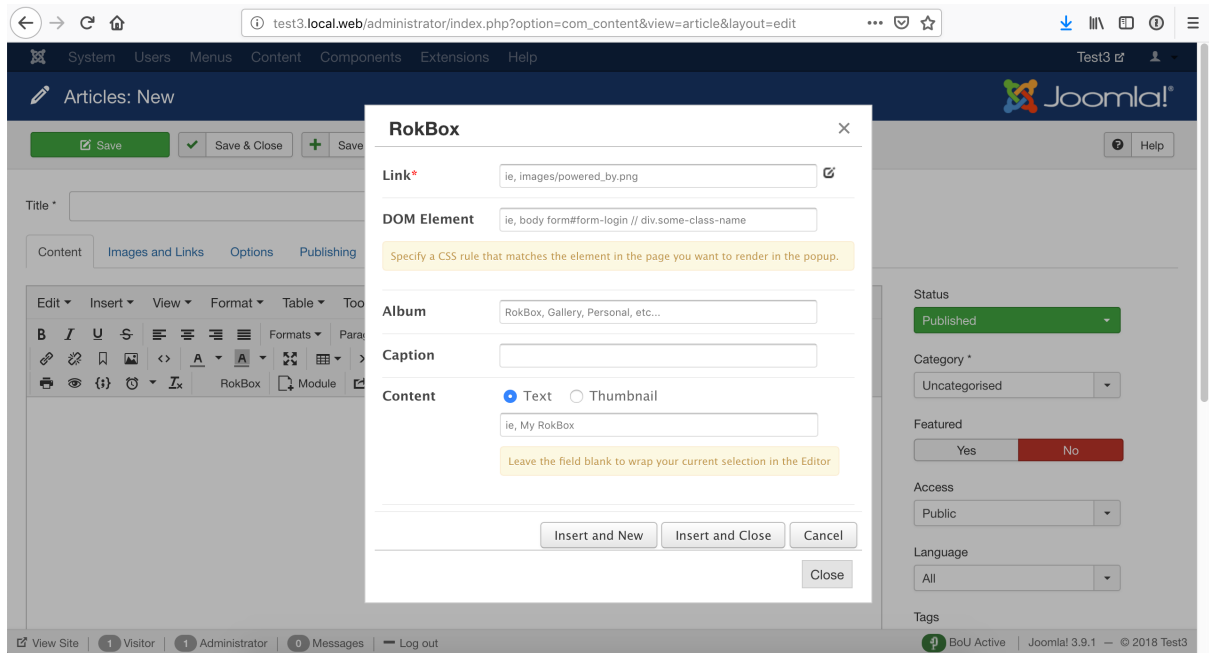 test3.local.web/administrator/index.php?option=com_content&view=article&layout=edit
System Users Menus Content Components Extensions Help Test3
Articles: New Joomla!®
Save Save & Close Save Help
RokBox ×
Link* ie, images/powered_by.png
DOM Element ie, body form#form-login // div.some-class-name
Specify a CSS rule that matches the element in the page you want to render in the popup.
Album RokBox, Gallery, Personal, etc...
Caption
Content Text Thumbnail
ie, My RokBox
Leave the field blank to wrap your current selection in the Editor
Insert and New Insert and Close Cancel
Close
Title *
Content Images and Links Options Publishing
Edit Insert View Format Table
B I U S Formats
A A
Ix RokBox Module
Status
Published
Category *
Uncategorised
Featured
Yes No
Access
Public
Language
All
Tags
View Site 1 Visitor 1 Administrator 0 Messages Log out BoU Active Joomla! 3.9.1 — © 2018 Test3